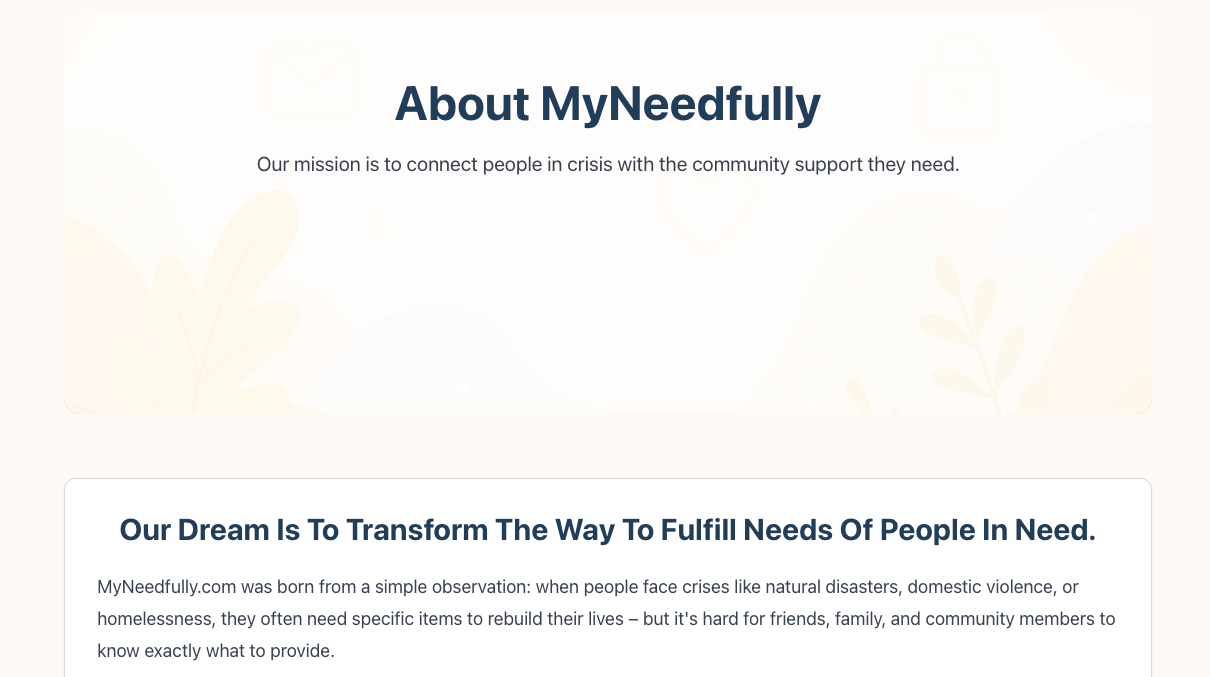 About MyNeedfully
Our mission is to connect people in crisis with the community support they need.
Our Dream Is To Transform The Way To Fulfill Needs Of People In Need.
MyNeedfully.com was born from a simple observation: when people face crises like natural disasters, domestic violence, or
homelessness, they often need specific items to rebuild their lives – but it's hard for friends, family, and community members to
know exactly what to provide.